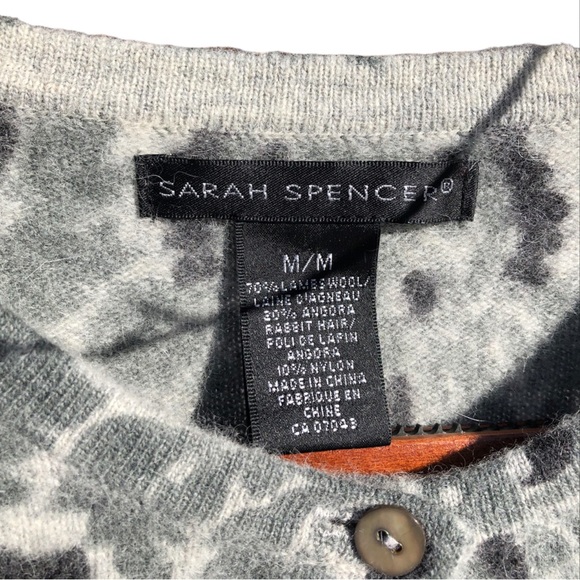 SARAH SPENCER®
M/M
70% LAMBSWOOL/
LAINE D'AGNEAU
20% ANGORA
RABBIT HAIR/
POLI DE LAPIN
ANGORA
10% NYLON
MADE IN CHINA
FABRIQUE EN
CHINE
CA 07043